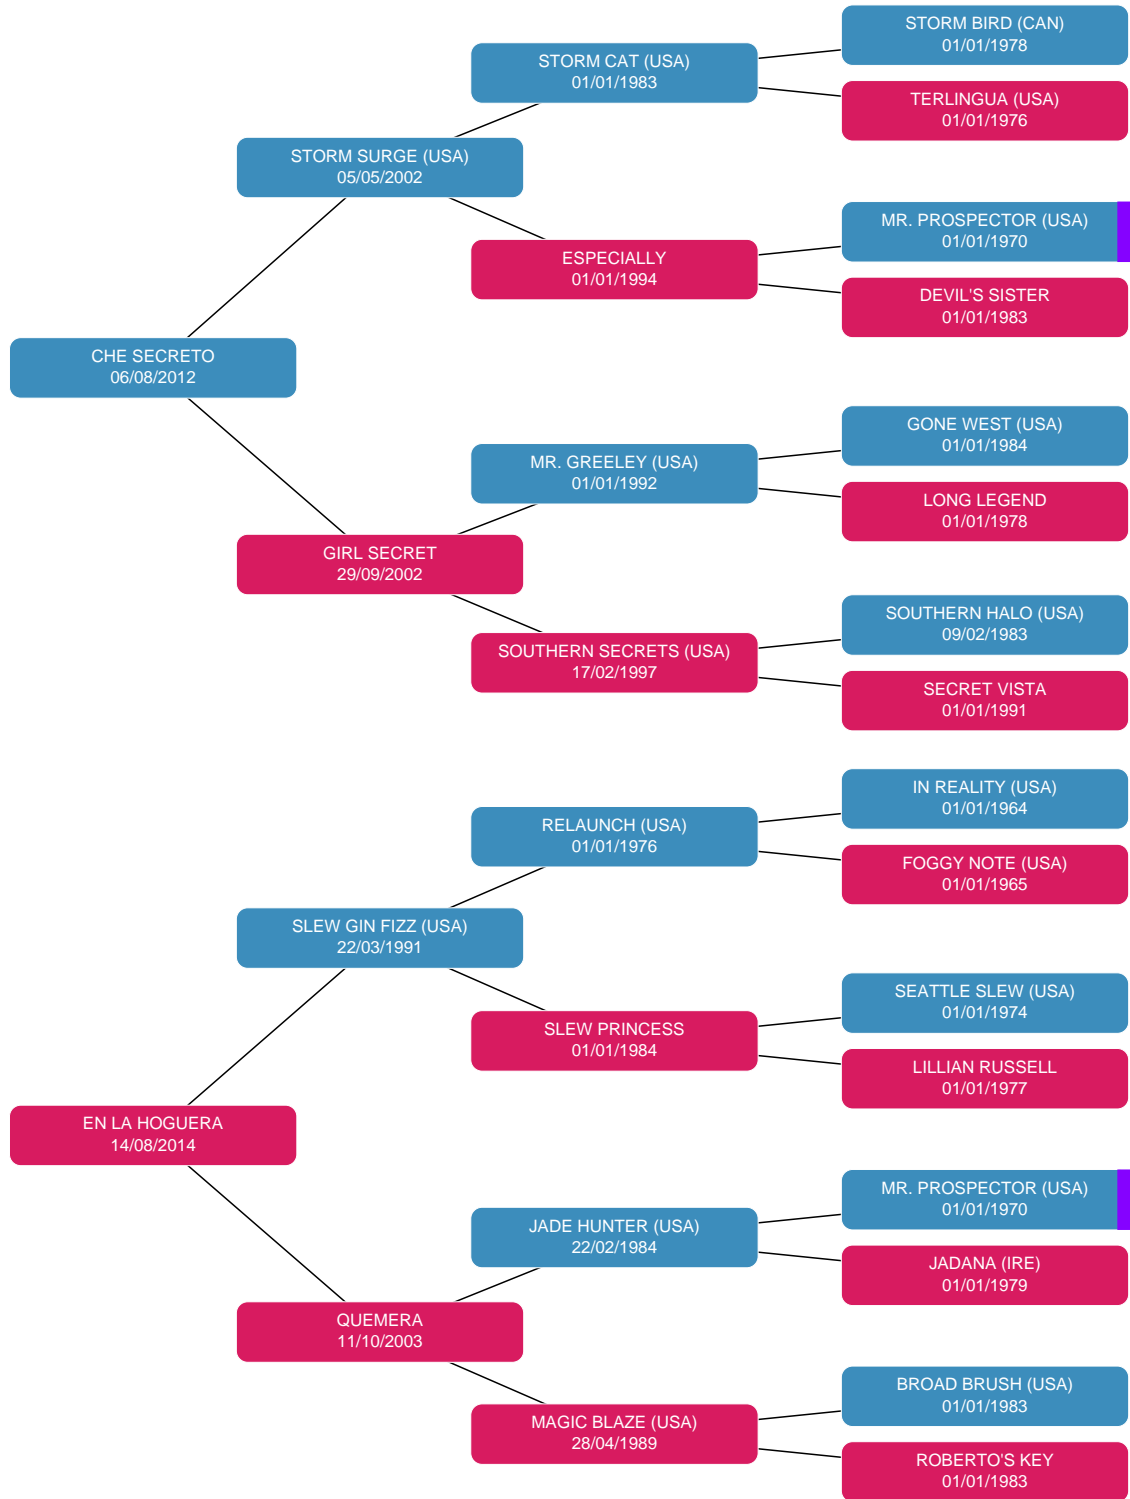 STORM BIRD (CAN)
01/01/1978
STORM CAT (USA)
01/01/1983
TERLINGUA (USA)
01/01/1976
STORM SURGE (USA)
05/05/2002
MR. PROSPECTOR (USA)
01/01/1970
ESPECIALLY
01/01/1994
DEVIL'S SISTER
01/01/1983
CHE SECRETO
06/08/2012
GONE WEST (USA)
01/01/1984
MR. GREELEY (USA)
01/01/1992
LONG LEGEND
01/01/1978
GIRL SECRET
29/09/2002
SOUTHERN HALO (USA)
09/02/1983
SOUTHERN SECRETS (USA)
17/02/1997
SECRET VISTA
01/01/1991
IN REALITY (USA)
01/01/1964
RELAUNCH (USA)
01/01/1976
FOGGY NOTE (USA)
01/01/1965
SLEW GIN FIZZ (USA)
22/03/1991
SEATTLE SLEW (USA)
01/01/1974
SLEW PRINCESS
01/01/1984
LILLIAN RUSSELL
01/01/1977
EN LA HOGUERA
14/08/2014
MR. PROSPECTOR (USA)
01/01/1970
JADE HUNTER (USA)
22/02/1984
JADANA (IRE)
01/01/1979
QUEMERA
11/10/2003
BROAD BRUSH (USA)
01/01/1983
MAGIC BLAZE (USA)
28/04/1989
ROBERTO'S KEY
01/01/1983